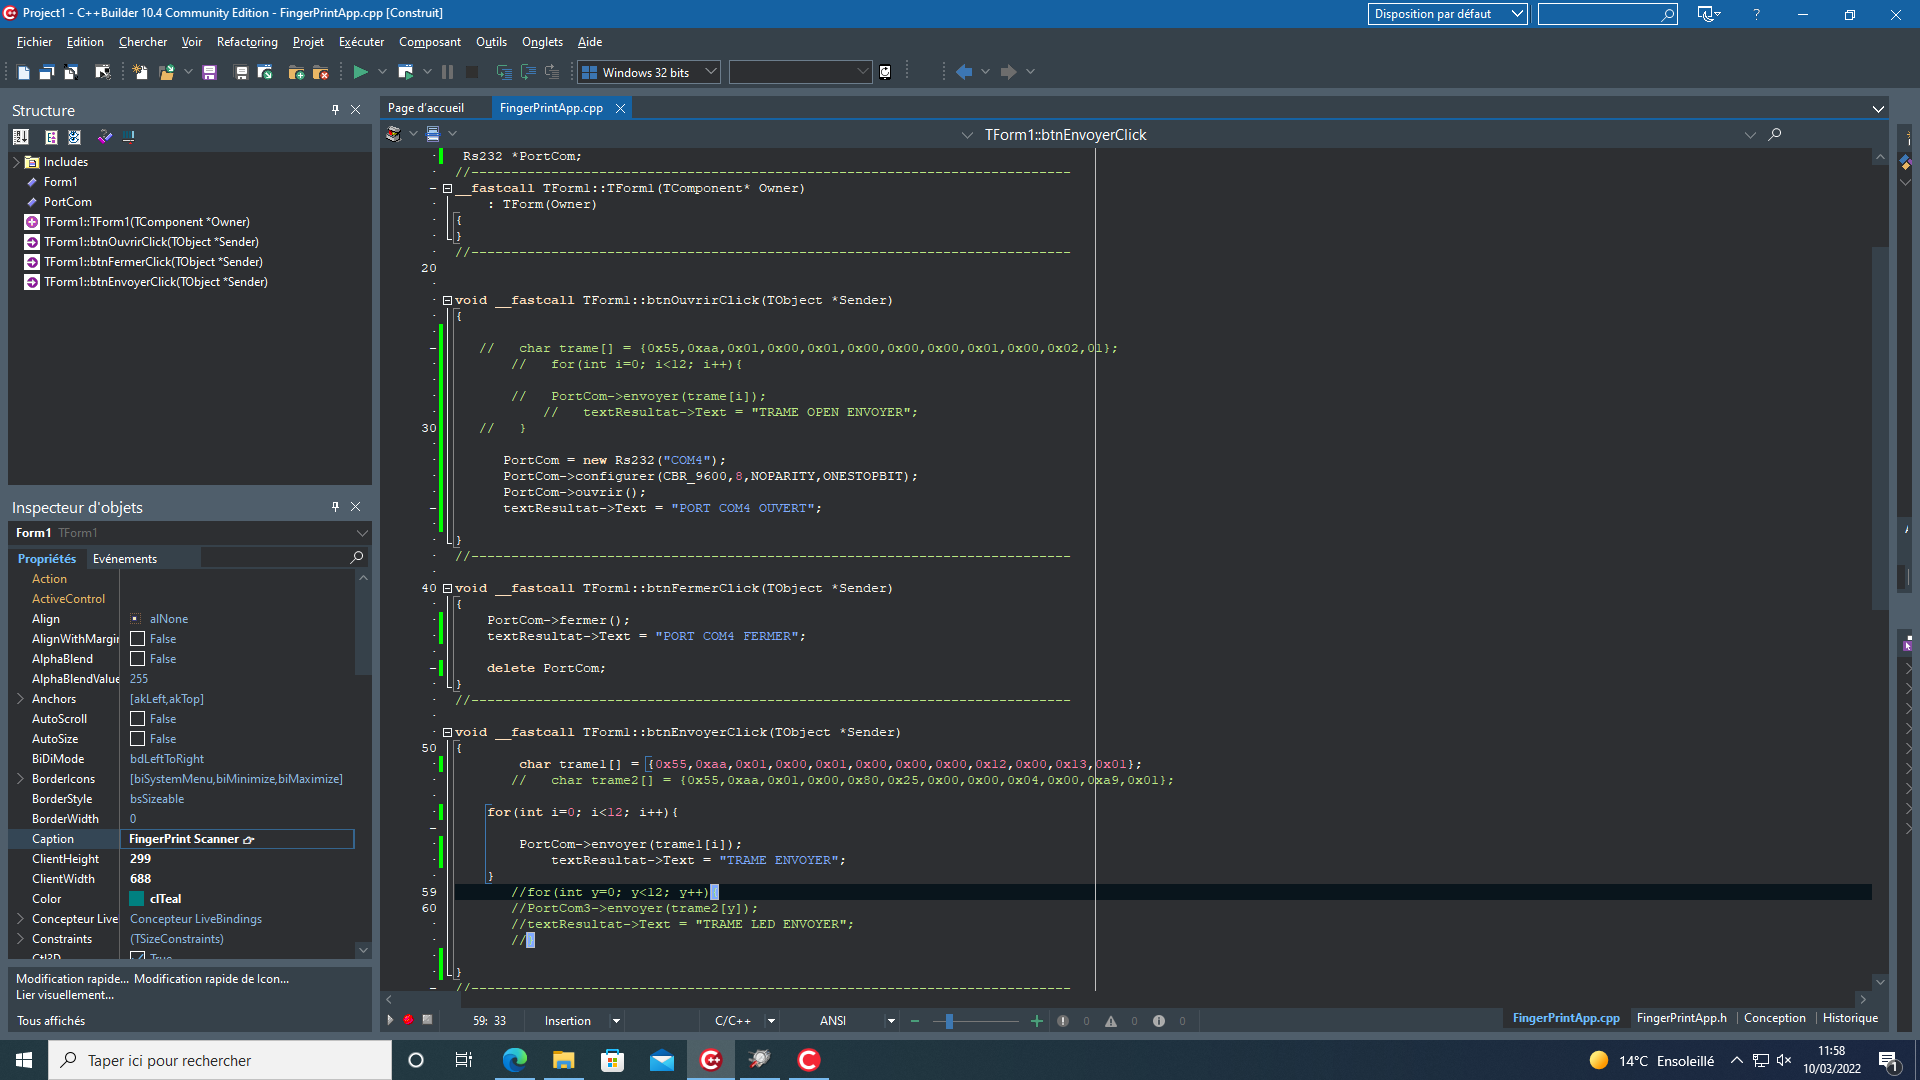 Project1 - C++Builder 10.4 Community Edition - FingerPrintApp.cpp [Construit]
Disposition par défaut
Fichier Edition Chercher Voir Refactoring Projet Exécuter Composant Outils Onglets Aide
Windows 32 bits
Structure
Includes
Form1
PortCom
TForm1::TForm1(TComponent *Owner)
TForm1::btnOuvrirClick(TObject *Sender)
TForm1::btnFermerClick(TObject *Sender)
TForm1::btnEnvoyerClick(TObject *Sender)
Inspecteur d'objets
Form1 TForm1
Propriétés Evénements
Action
ActiveControl
Align alNone
AlignWithMargin False
AlphaBlend False
AlphaBlendValue 255
Anchors [akLeft,akTop]
AutoScroll False
AutoSize False
BiDiMode bdLeftToRight
BorderIcons [biSystemMenu,biMinimize,biMaximize]
BorderStyle bsSizeable
BorderWidth 0
Caption FingerPrint Scanner
ClientHeight 299
ClientWidth 688
Color clTeal
Concepteur Live Concepteur LiveBindings
Constraints (TSizeConstraints)
Ctl3D True
Modification rapide... Modification rapide de Icon...
Lier visuellement...
Tous affichés
Page d'accueil FingerPrintApp.cpp
TForm1::btnEnvoyerClick
Rs232 *PortCom;
//---------------------------------------------------------------------------
__fastcall TForm1::TForm1(TComponent* Owner)
: TForm(Owner)
{
}
//---------------------------------------------------------------------------
20
void __fastcall TForm1::btnOuvrirClick(TObject *Sender)
{
// char trame[] = {0x55,0xaa,0x01,0x00,0x01,0x00,0x00,0x00,0x01,0x00,0x02,01};
// for(int i=0; i<12; i++){
// PortCom->envoyer(trame[i]);
// textResultat->Text = "TRAME OPEN ENVOYER";
30 // }
PortCom = new Rs232("COM4");
PortCom->configurer(CBR_9600,8,NOPARITY,ONESTOPBIT);
PortCom->ouvrir();
textResultat->Text = "PORT COM4 OUVERT";
}
//---------------------------------------------------------------------------
40 void __fastcall TForm1::btnFermerClick(TObject *Sender)
{
PortCom->fermer();
textResultat->Text = "PORT COM4 FERMER";
delete PortCom;
}
//---------------------------------------------------------------------------
void __fastcall TForm1::btnEnvoyerClick(TObject *Sender)
50 {
char trame1[] = {0x55,0xaa,0x01,0x00,0x01,0x00,0x00,0x00,0x12,0x00,0x13,0x01};
// char trame2[] = {0x55,0xaa,0x01,0x00,0x80,0x25,0x00,0x00,0x04,0x00,0xa9,0x01};
for(int i=0; i<12; i++){
PortCom->envoyer(trame1[i]);
textResultat->Text = "TRAME ENVOYER";
}
59 //for(int y=0; y<12; y++){
60 //PortCom3->envoyer(trame2[y]);
//textResultat->Text = "TRAME LED ENVOYER";
//}
}
//---------------------------------------------------------------------------
59: 33 Insertion C/C++ ANSI 0 0 0
FingerPrintApp.cpp FingerPrintApp.h Conception Historique
Taper ici pour rechercher
14°C Ensoleillé
11:58
10/03/2022
1